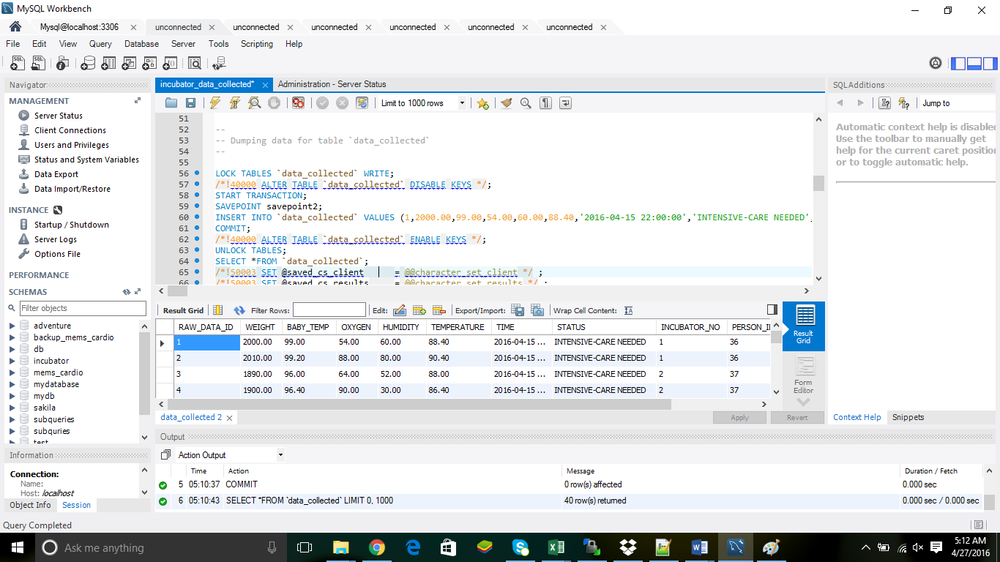 MySQL Workbench
Mysql@localhost:3306 unconnected unconnected unconnected unconnected unconnected unconnected
File Edit View Query Database Server Tools Scripting Help
Navigator
MANAGEMENT
Server Status
Client Connections
Users and Privileges
Status and System Variables
Data Export
Data Import/Restore
INSTANCE
Startup / Shutdown
Server Logs
Options File
PERFORMANCE
SCHEMAS
Filter objects
adventure
backup_mems_cardio
db
incubator
mems_cardio
mydatabase
mydb
sakila
subqueries
subquries
test
Information
Connection:
Name:
Host: localhost
Object Info Session
Query Completed
incubator_data_collected* Administration - Server Status
Limit to 1000 rows
51
52 --
53 -- Dumping data for table `data_collected`
54 --
55
56 LOCK TABLES `data_collected` WRITE;
57 /*!40000 ALTER TABLE `data_collected` DISABLE KEYS */;
58 START TRANSACTION;
59 SAVEPOINT savepoint2;
60 INSERT INTO `data_collected` VALUES (1,2000.00,99.00,54.00,60.00,88.40,'2016-04-15 22:00:00','INTENSIVE-CARE NEEDED',
61 COMMIT;
62 /*!40000 ALTER TABLE `data_collected` ENABLE KEYS */;
63 UNLOCK TABLES;
64 SELECT *FROM `data_collected`;
65 /*!50003 SET @saved_cs_client = @@character_set_client */ ;
66 /*!50003 SET @saved_cs_results = @@character_set_results */ ;
Result Grid Filter Rows: Edit: Export/Import: Wrap Cell Content:
RAW_DATA_ID WEIGHT BABY_TEMP OXYGEN HUMIDITY TEMPERATURE TIME STATUS INCUBATOR_NO PERSON_I
1 2000.00 99.00 54.00 60.00 88.40 2016-04-15 ... INTENSIVE-CARE NEEDED 1 36
2 2010.00 99.20 88.00 80.00 90.40 2016-04-15 ... INTENSIVE-CARE NEEDED 1 36
3 1890.00 96.00 64.00 52.00 88.00 2016-04-15 ... INTENSIVE-CARE NEEDED 2 37
4 1900.00 96.40 90.00 30.00 86.40 2016-04-15 ... INTENSIVE-CARE NEEDED 2 37
Result Grid
Form Editor
data_collected 2 Apply Revert
Output
Action Output
Time Action Message Duration / Fetch
5 05:10:37 COMMIT 0 row(s) affected 0.000 sec
6 05:10:43 SELECT *FROM `data_collected` LIMIT 0, 1000 40 row(s) returned 0.000 sec / 0.000 sec
SQLAdditions
Jump to
Automatic context help is disabled
Use the toolbar to manually get
help for the current caret position
or to toggle automatic help.
Context Help Snippets
Ask me anything
5:12 AM
4/27/2016